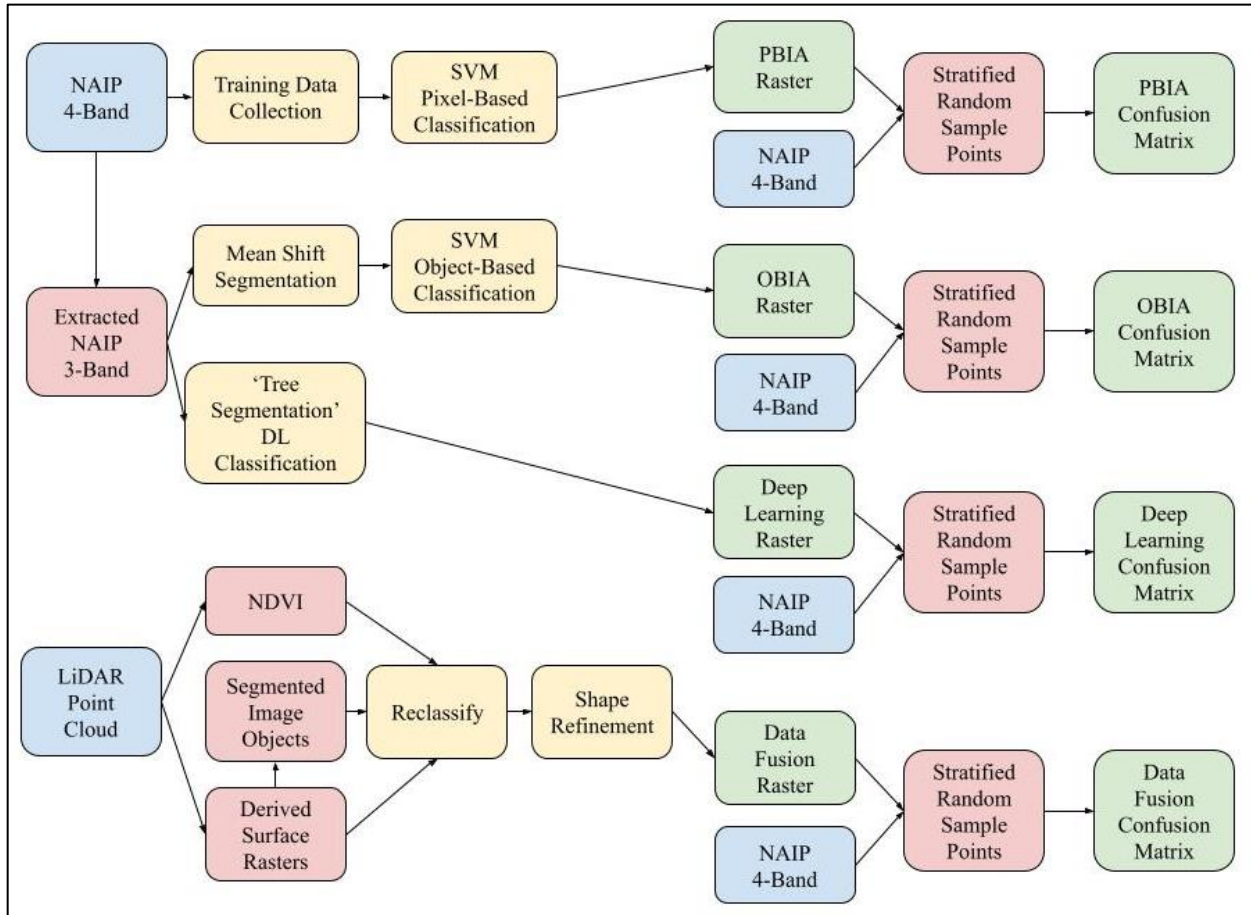 NAIP
4-Band
Training Data
Collection
SVM
Pixel-Based
Classification
PBIA
Raster
NAIP
4-Band
Stratified
Random
Sample
Points
PBIA
Confusion
Matrix
Extracted
NAIP
3-Band
Mean Shift
Segmentation
SVM
Object-Based
Classification
OBIA
Raster
NAIP
4-Band
Stratified
Random
Sample
Points
OBIA
Confusion
Matrix
‘Tree
Segmentation’
DL
Classification
Deep
Learning
Raster
NAIP
4-Band
Stratified
Random
Sample
Points
Deep
Learning
Confusion
Matrix
LiDAR
Point
Cloud
NDVI
Segmented
Image
Objects
Derived
Surface
Rasters
Reclassify
Shape
Refinement
Data
Fusion
Raster
NAIP
4-Band
Stratified
Random
Sample
Points
Data
Fusion
Confusion
Matrix